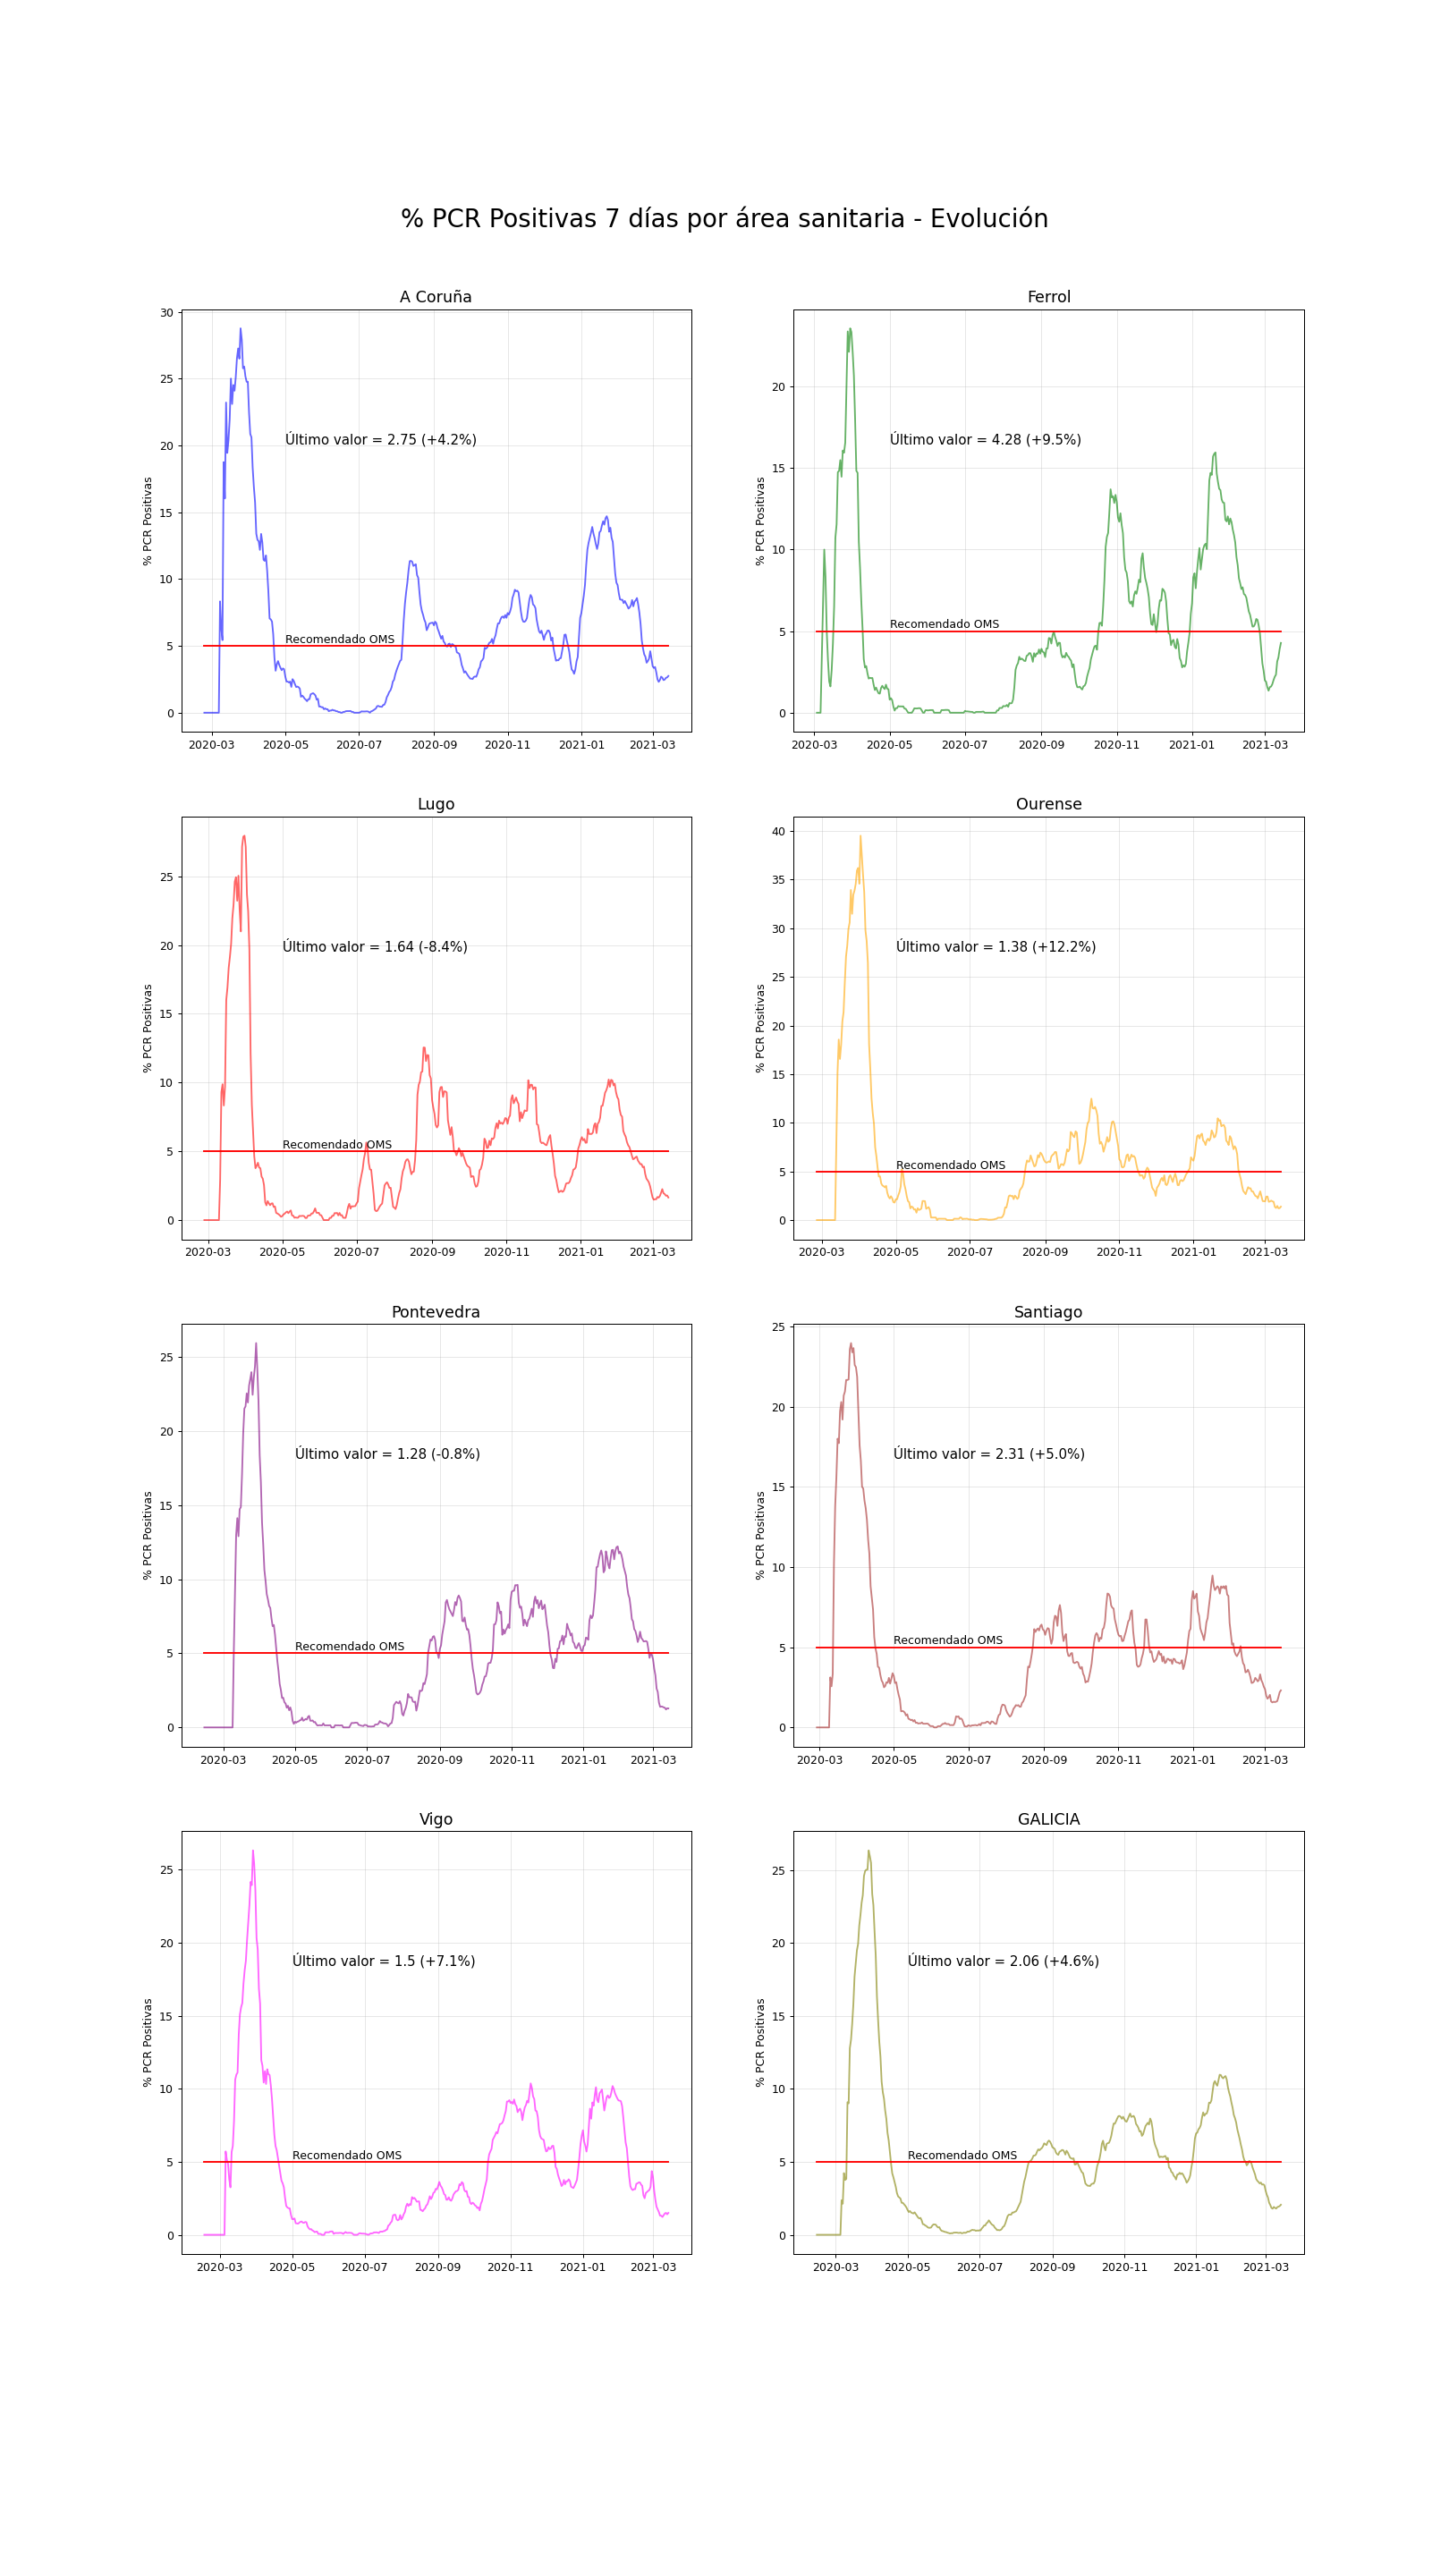 % PCR Positivas 7 días por área sanitaria - Evolución
A Coruña
% PCR Positivas
30
25
20
15
10
5
0
Último valor = 2.75 (+4.2%)
Recomendado OMS
2020-03 2020-05 2020-07 2020-09 2020-11 2021-01 2021-03
Ferrol
% PCR Positivas
20
15
10
5
0
Último valor = 4.28 (+9.5%)
Recomendado OMS
2020-03 2020-05 2020-07 2020-09 2020-11 2021-01 2021-03
Lugo
% PCR Positivas
25
20
15
10
5
0
Último valor = 1.64 (-8.4%)
Recomendado OMS
2020-03 2020-05 2020-07 2020-09 2020-11 2021-01 2021-03
Ourense
% PCR Positivas
40
35
30
25
20
15
10
5
0
Último valor = 1.38 (+12.2%)
Recomendado OMS
2020-03 2020-05 2020-07 2020-09 2020-11 2021-01 2021-03
Pontevedra
% PCR Positivas
25
20
15
10
5
0
Último valor = 1.28 (-0.8%)
Recomendado OMS
2020-03 2020-05 2020-07 2020-09 2020-11 2021-01 2021-03
Santiago
% PCR Positivas
25
20
15
10
5
0
Último valor = 2.31 (+5.0%)
Recomendado OMS
2020-03 2020-05 2020-07 2020-09 2020-11 2021-01 2021-03
Vigo
% PCR Positivas
25
20
15
10
5
0
Último valor = 1.5 (+7.1%)
Recomendado OMS
2020-03 2020-05 2020-07 2020-09 2020-11 2021-01 2021-03
GALICIA
% PCR Positivas
25
20
15
10
5
0
Último valor = 2.06 (+4.6%)
Recomendado OMS
2020-03 2020-05 2020-07 2020-09 2020-11 2021-01 2021-03